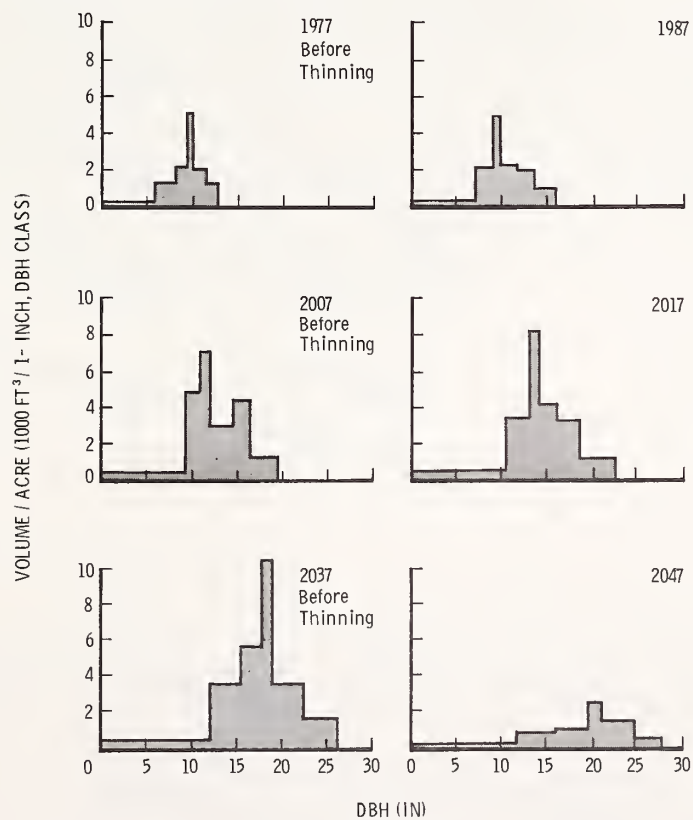 VOLUME / ACRE (1000 FT³ / 1- INCH, DBH CLASS)
10
8
6
4
2
0
1977
Before
Thinning
1987
10
8
6
4
2
0
2007
Before
Thinning
2017
10
8
6
4
2
0 5 10 15 20 25 30
2037
Before
Thinning
0 5 10 15 20 25 30
2047
DBH (IN)